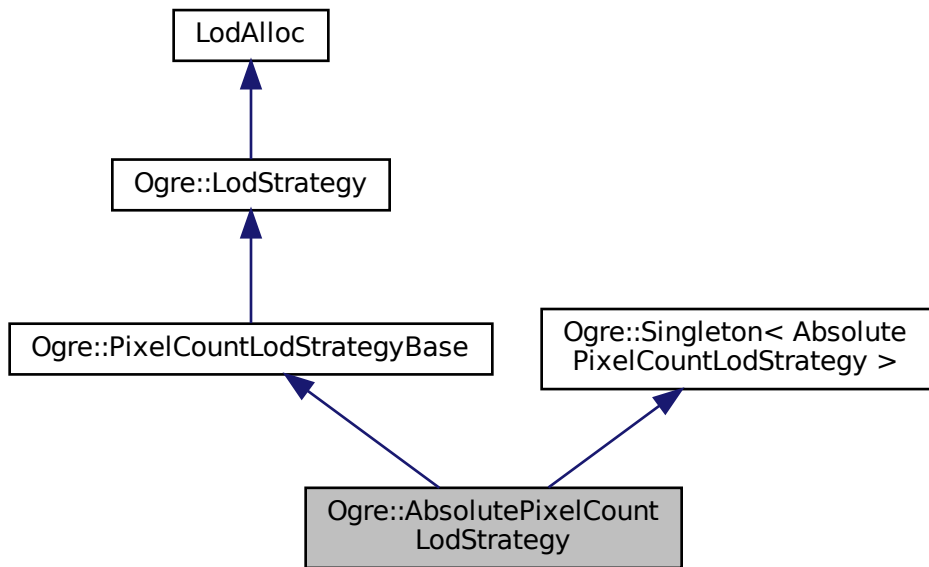 LodAlloc
Ogre::LodStrategy
Ogre::PixelCountLodStrategyBase
Ogre::Singleton< Absolute
PixelCountLodStrategy >
Ogre::AbsolutePixelCount
LodStrategy